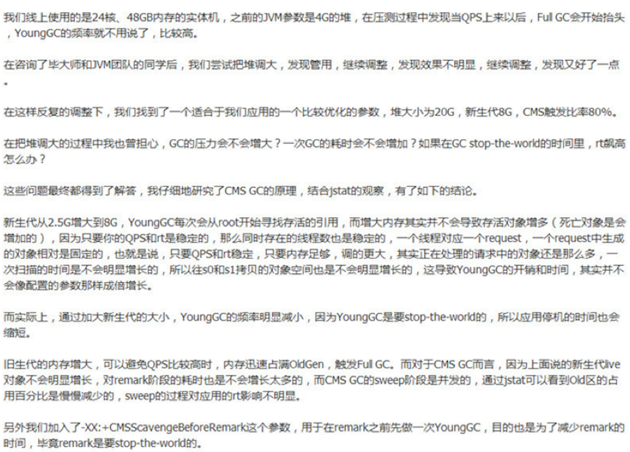 我们线上使用的是24核、48GB内存的实体机，之前的JVM参数是4G的堆，在压测过程中发现当QPS上来以后，Full GC会开始抬头
，YoungGC的频率就不用说了，比较高。
在咨询了毕大师和JVM团队的同学后，我们尝试把堆调大，发现管用，继续调整，发现效果不明显，继续调整，发现又好了一点
。
在这样反复的调整下，我们找到了一个适合于我们应用的一个比较优化的参数，堆大小为20G，新生代8G，CMS触发比率80%。
在把堆调大的过程中我也曾担心，GC的压力会不会增大？一次GC的耗时会不会增加？如果在GC stop-the-world的时间里，rt飙高
怎么办？
这些问题最终都得到了解答，我仔细地研究了CMS GC的原理，结合jstat的观察，有了如下的结论。
新生代从2.5G增大到8G，YoungGC每次会从root开始寻找存活的引用，而增大内存其实并不会导致存活对象增多（死亡对象是会
增加的），因为只要你的QPS和rt是稳定的，那么同时存在的线程数也是稳定的，一个线程对应一个request，一个request中生成
的对象相对是固定的，也就是说，只要QPS和rt稳定，只要内存足够，调的更大，其实正在处理的请求中的对象还是那么多，一
次扫描的时间是不会明显增长的，所以往s0和s1拷贝的对象空间也是不会明显增长的，这导致YoungGC的开销和时间，其实并不
会像配置的参数那样成倍增长。
而实际上，通过加大新生代的大小，YoungGC的频率明显减小，因为YoungGC是要stop-the-world的，所以应用停机的时间也会
缩短。
旧生代的内存增大，可以避免QPS比较高时，内存迅速占满OldGen，触发Full GC。而对于CMS GC而言，因为上面说的新生代live
对象不会明显增长，对remark阶段的耗时也是不会增长太多的，而CMS GC的sweep阶段是并发的，通过jstat可以看到Old区的占
用百分比是慢慢减少的，sweep的过程对应用的rt影响不明显。
另外我们加入了-XX:+CMSScavengeBeforeRemark这个参数，用于在remark之前先做一次YoungGC，目的也是为了减少remark的
时间，毕竟remark是要stop-the-world的。